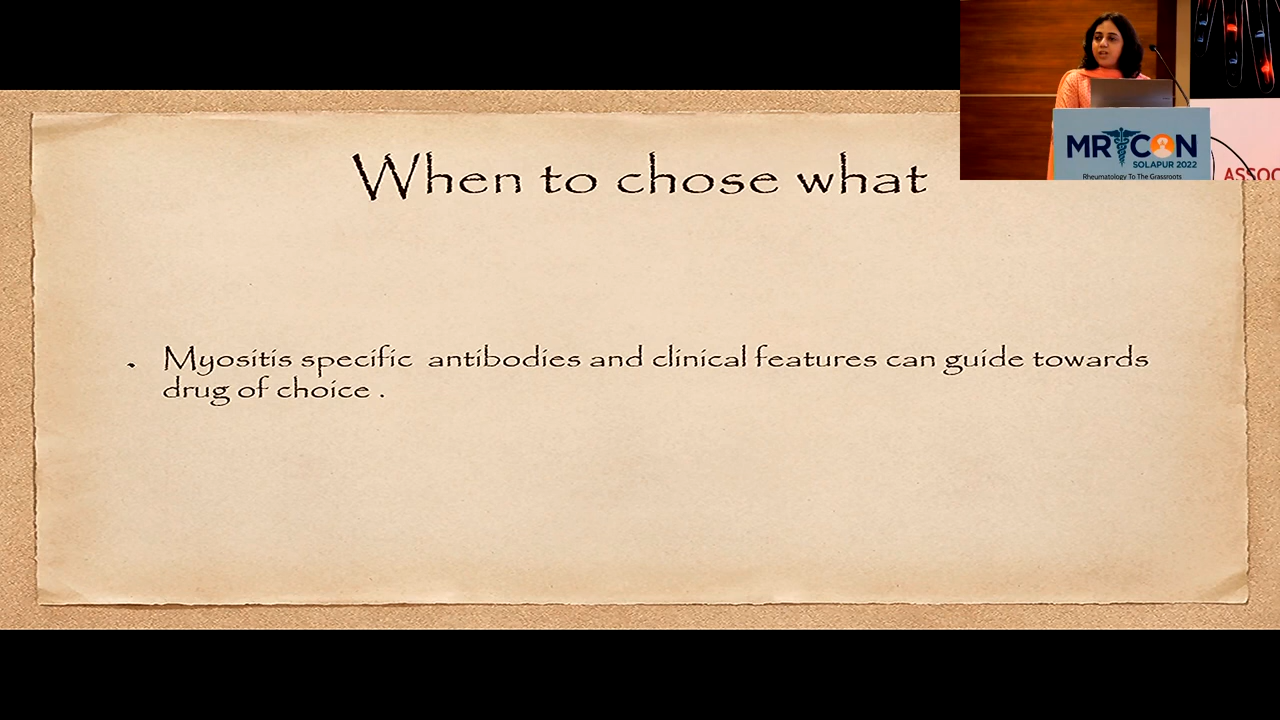 When to chose what
MRCON
SOLAPUR 2022
Rheumatology To The Grassroots
ASSOC
. Myositis specific antibodies and clinical features can guide towards
drug of choice .